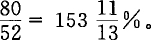 80/52 = 153 11/13 %。